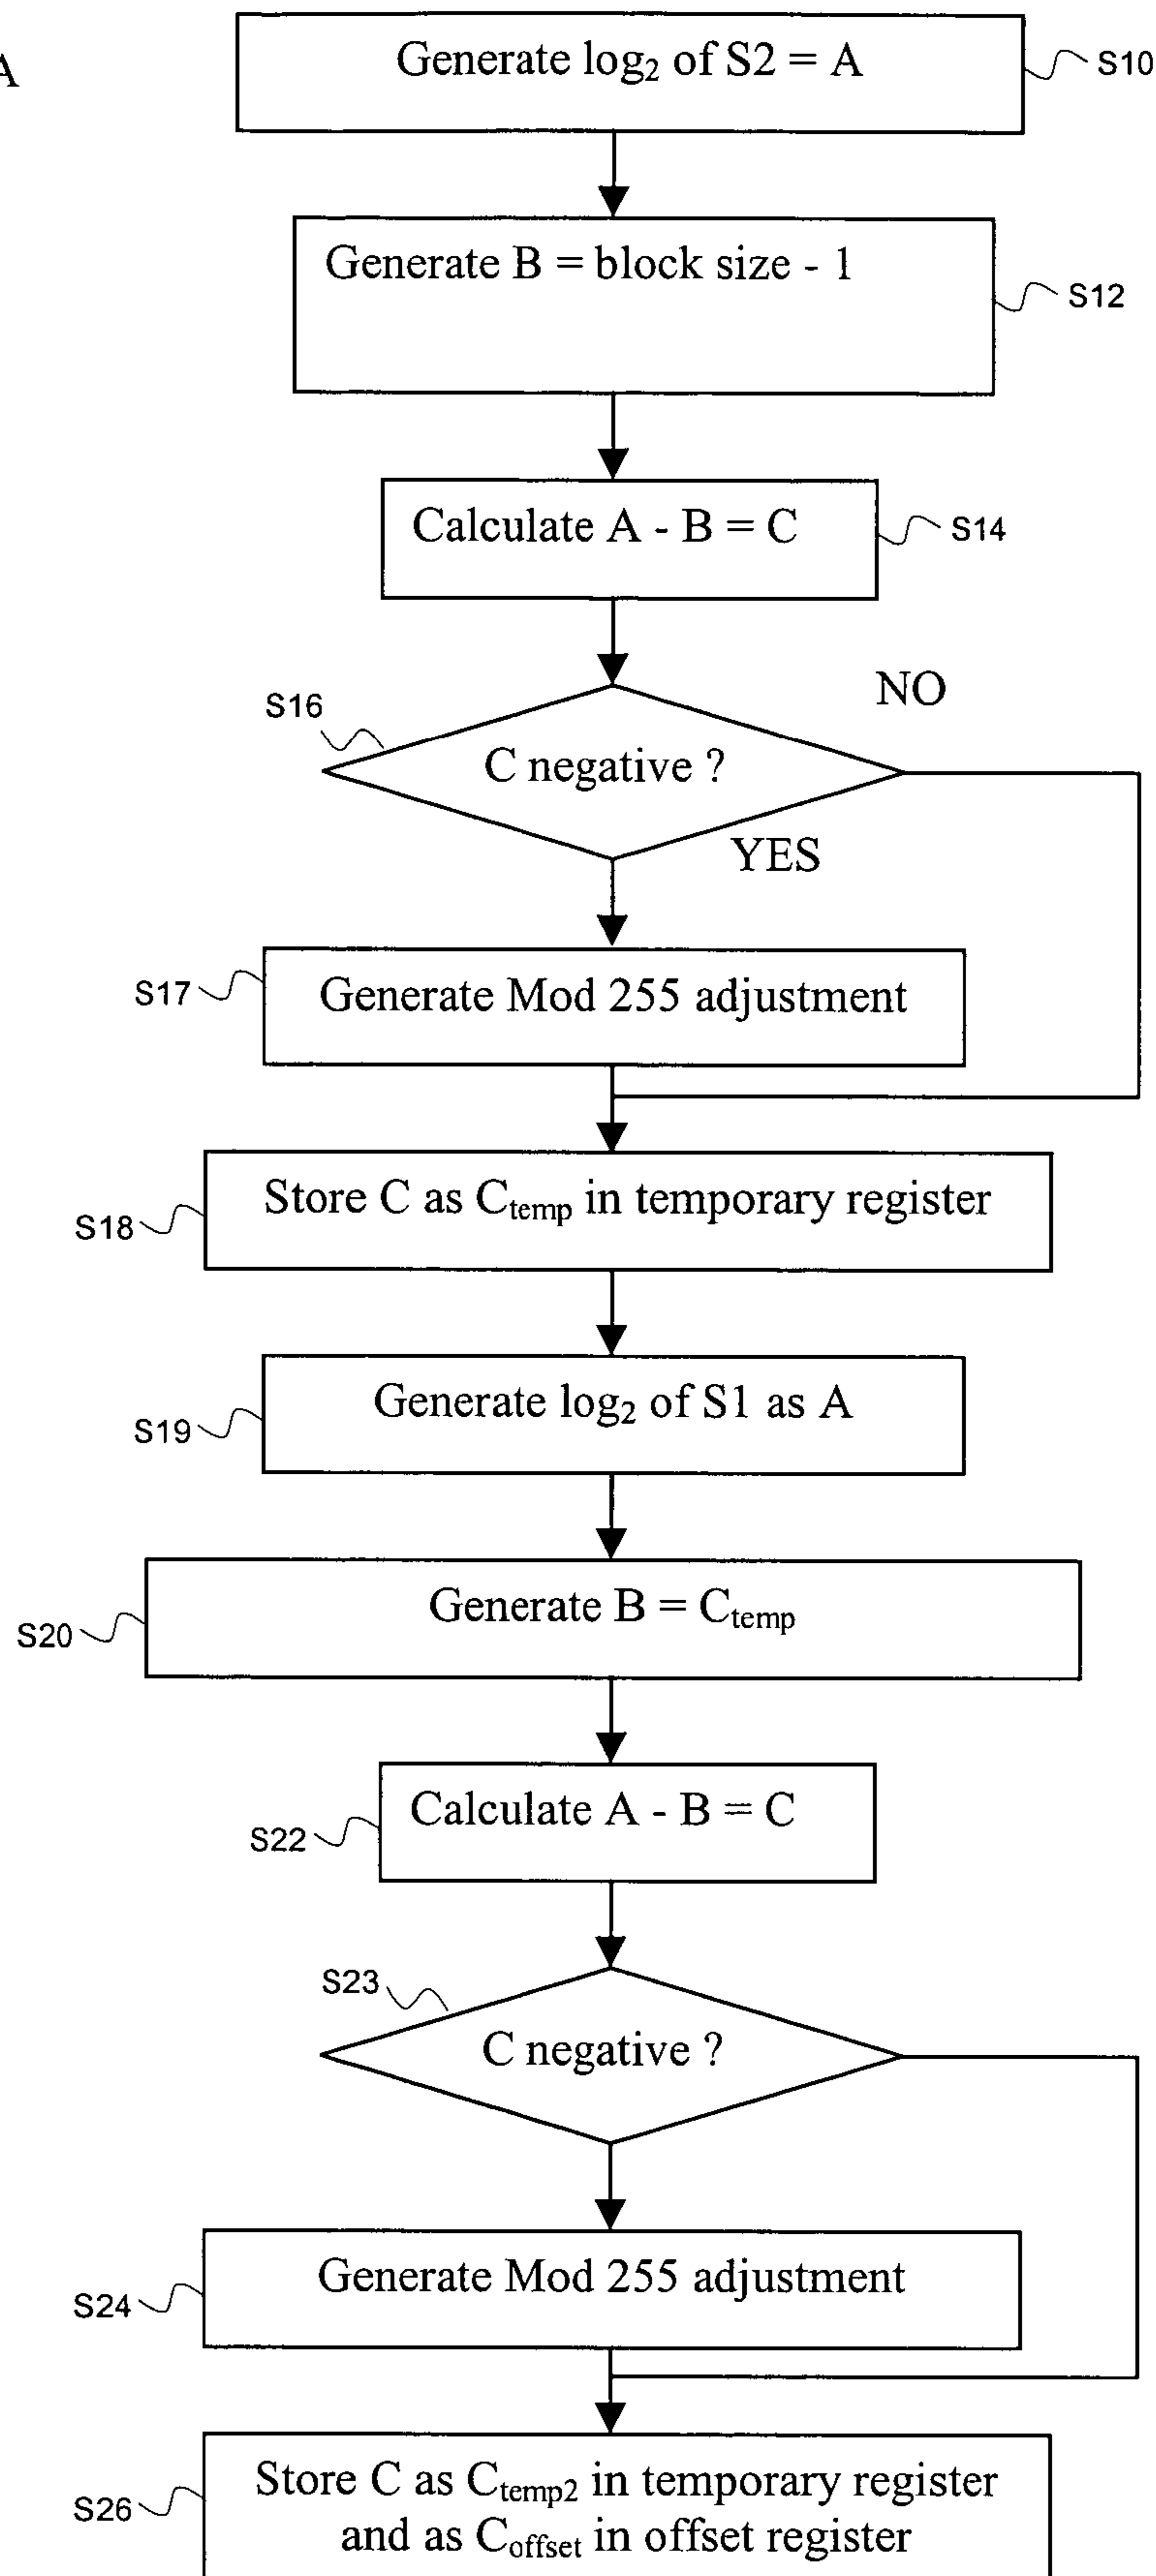 A
Generate log₂ of S2 = A
S10
Generate B = block size - 1
S12
Calculate A - B = C
S14
NO
S16
C negative ?
YES
S17
Generate Mod 255 adjustment
Store C as Ctemp in temporary register
S18
Generate log₂ of S1 as A
S19
Generate B = Ctemp
S20
Calculate A - B = C
S22
S23
C negative ?
Generate Mod 255 adjustment
S24
Store C as Ctemp2 in temporary register
S26
and as Coffset in offset register